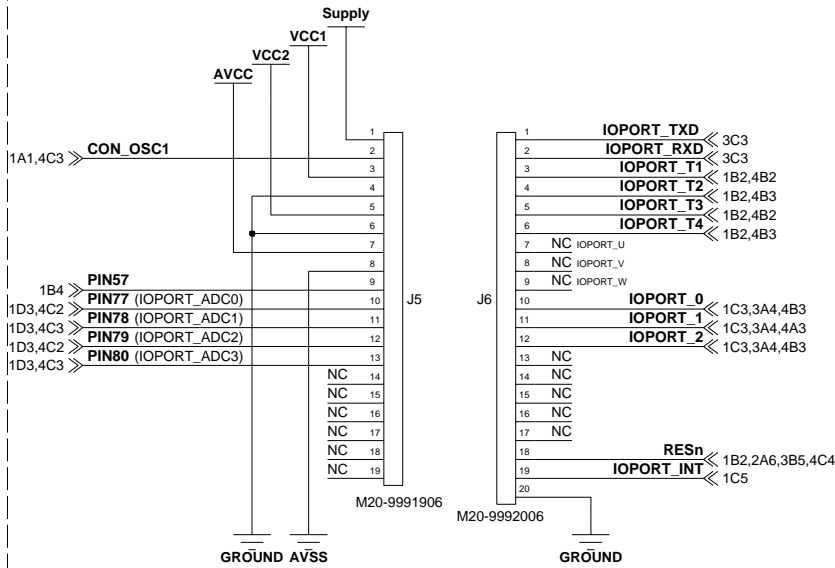 Supply
VCC1
VCC2
AVCC
1A1,4C3 CON_OSC1
1
2
3
4
5
6
7
8
9
10
11
12
13
14
15
16
17
18
19
1B4 PIN57
1D3,4C2 PIN77 (IOPORT_ADC0)
1D3,4C3 PIN78 (IOPORT_ADC1)
1D3,4C2 PIN79 (IOPORT_ADC2)
1D3,4C3 PIN80 (IOPORT_ADC3)
NC
NC
NC
NC
NC
NC
J5
M20-9991906
GROUND AVSS
J6
1 IOPORT_TXD 3C3
2 IOPORT_RXD 3C3
3 IOPORT_T1 1B2,4B2
4 IOPORT_T2 1B2,4B3
5 IOPORT_T3 1B2,4B2
6 IOPORT_T4 1B2,4B3
7 NC IOPORT_U
8 NC IOPORT_V
9 NC IOPORT_W
10 IOPORT_0 1C3,3A4,4B3
11 IOPORT_1 1C3,3A4,4A3
12 IOPORT_2 1C3,3A4,4B3
13 NC
14 NC
15 NC
16 NC
17 NC
18 RESn 1B2,2A6,3B5,4C4
19 IOPORT_INT 1C5
20
M20-9992006
GROUND